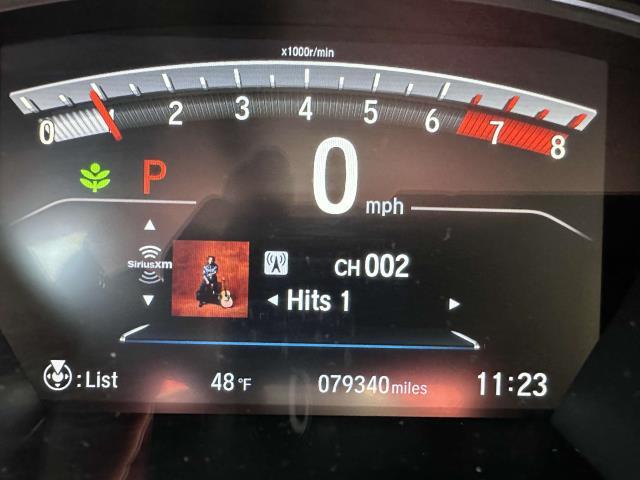 x1000r/min
0 2 3 4 5 6 7 8
P
0 mph
SiriusXM
CH 002
Hits 1
: List
48°F
079340 miles
11:23